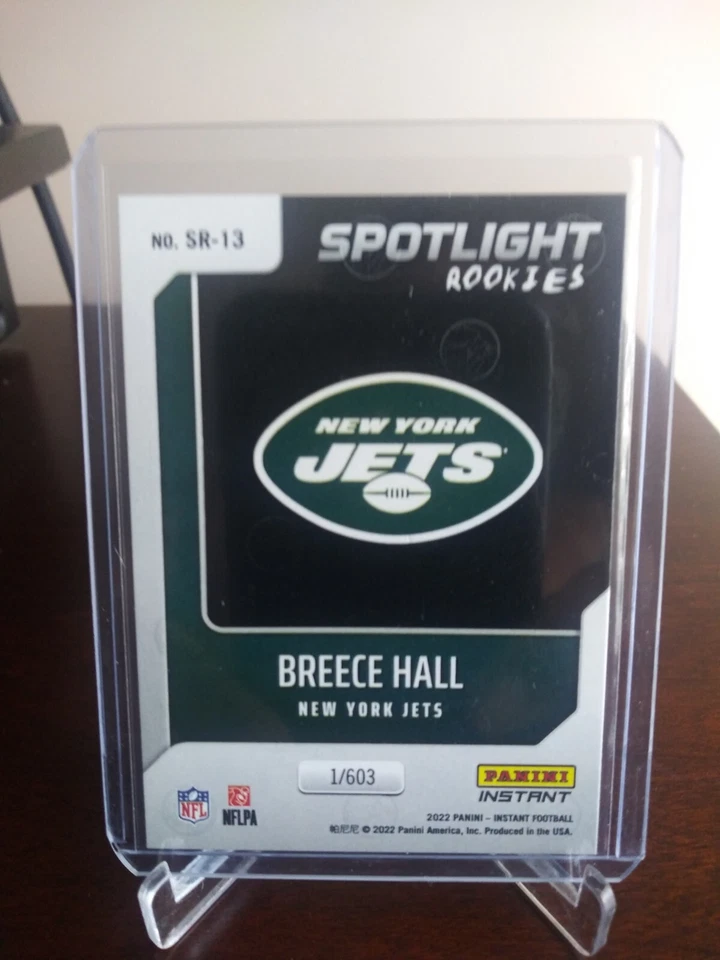 NO. SR-13
SPOTLIGHT
ROOKIES
NEW YORK
JETS
BREECE HALL
NEW YORK JETS
1/603
PANINI
INSTANT
NFL
NFLPA
2022 PANINI – INSTANT FOOTBALL
帕尼尼 © 2022 Panini America, Inc. Produced in the USA.